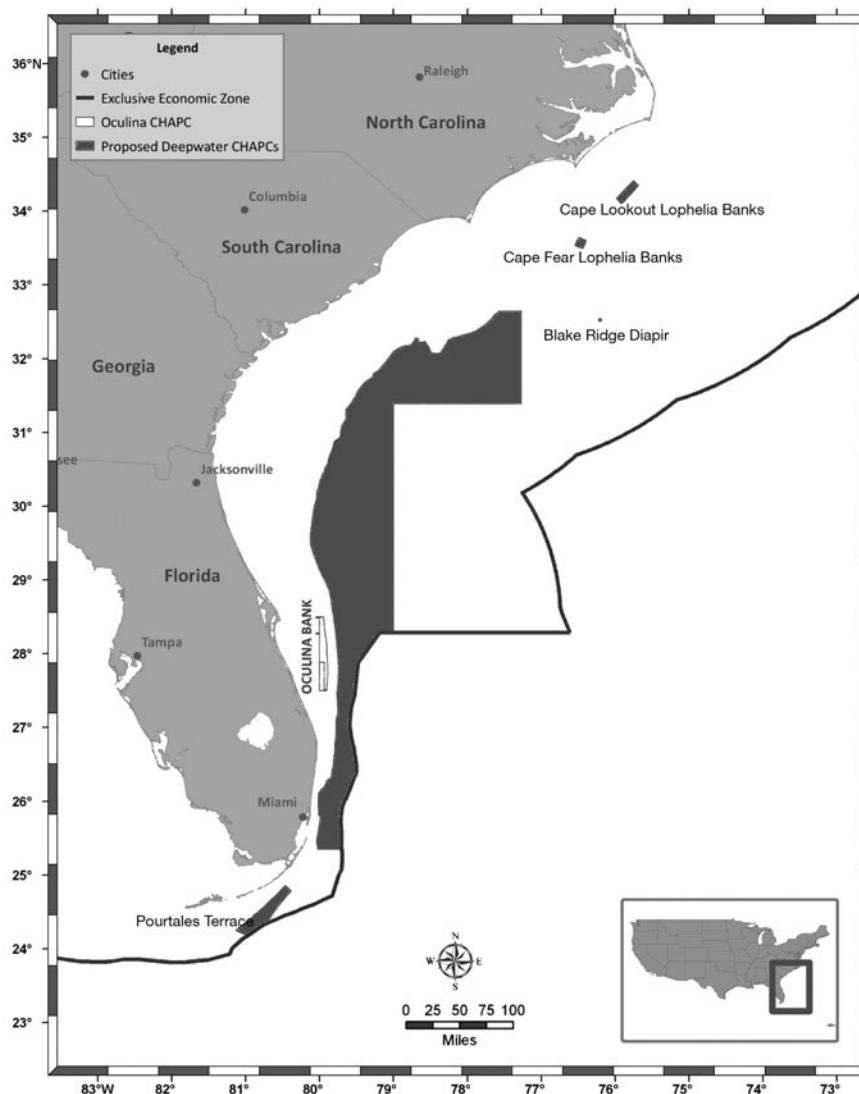 Legend
Cities
Exclusive Economic Zone
Oculina CHAPC
Proposed Deepwater CHAPCs
36°N
35°
34°
33°
32°
31°
30°
29°
28°
27°
26°
25°
24°
23°
Raleigh
North Carolina
Columbia
South Carolina
Cape Lookout Lophelia Banks
Cape Fear Lophelia Banks
Blake Ridge Diapir
Georgia
see
Jacksonville
Florida
OCULINA BANK
Tampa
Miami
Pourtales Terrace
N
W
E
S
0 25 50 75 100
Miles
83°W 82° 81° 80° 79° 78° 77° 76° 75° 74° 73°